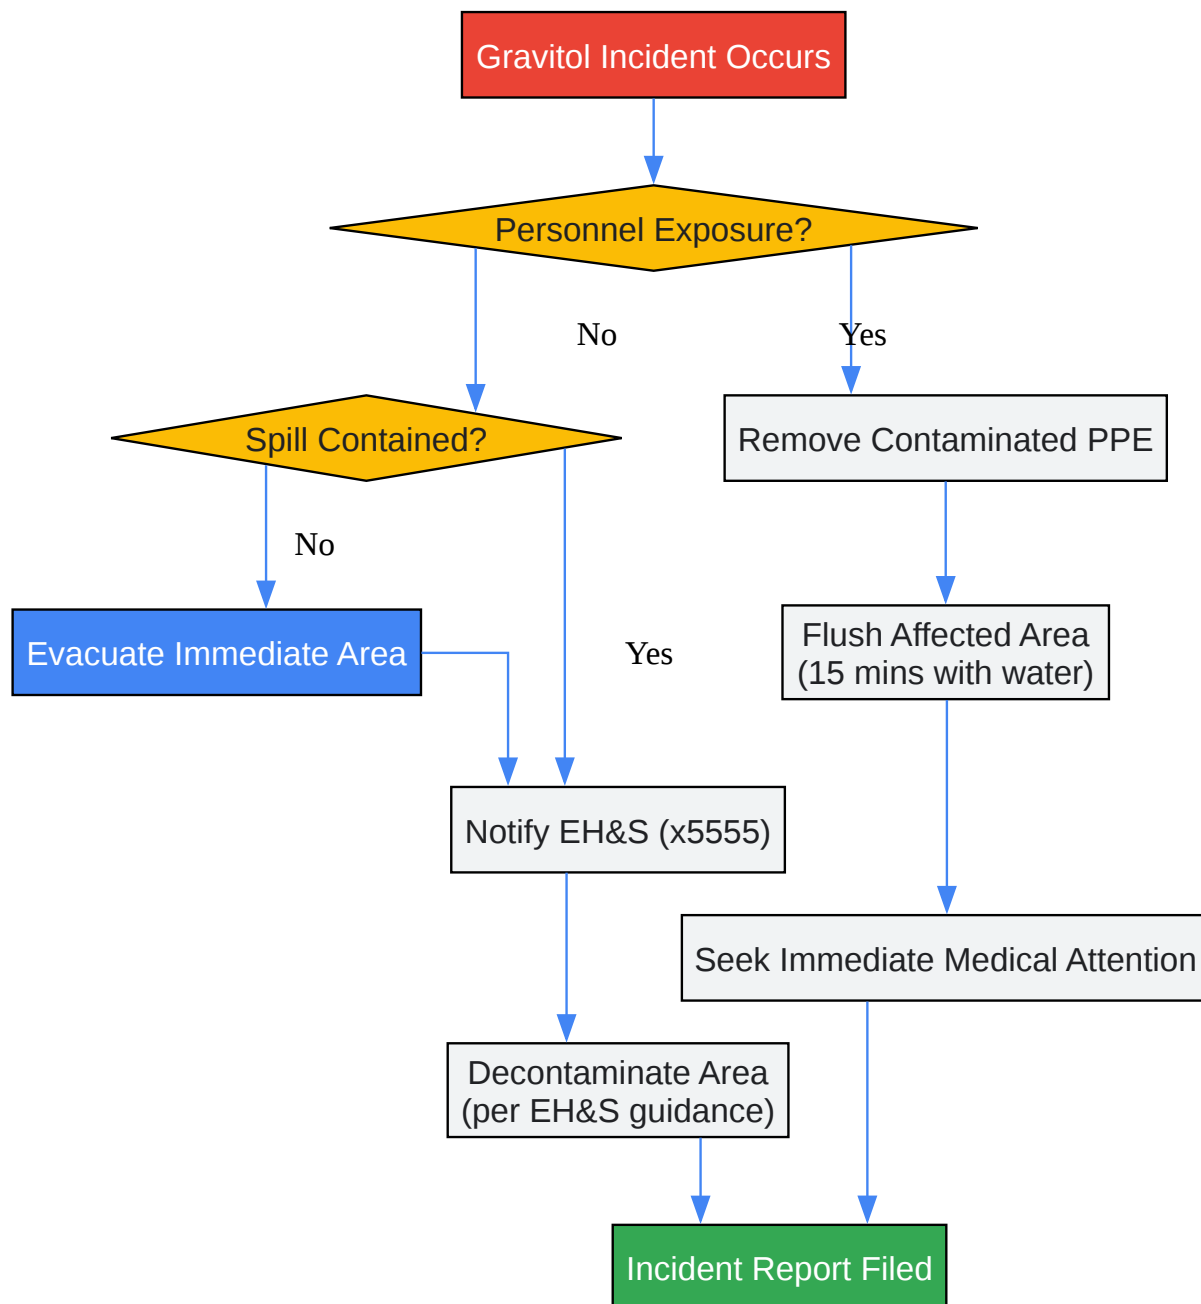 Gravitol Incident Occurs
Personnel Exposure?
No
Yes
Spill Contained?
Remove Contaminated PPE
No
Flush Affected Area
(15 mins with water)
Evacuate Immediate Area
Yes
Notify EH&S (x5555)
Seek Immediate Medical Attention
Decontaminate Area
(per EH&S guidance)
Incident Report Filed